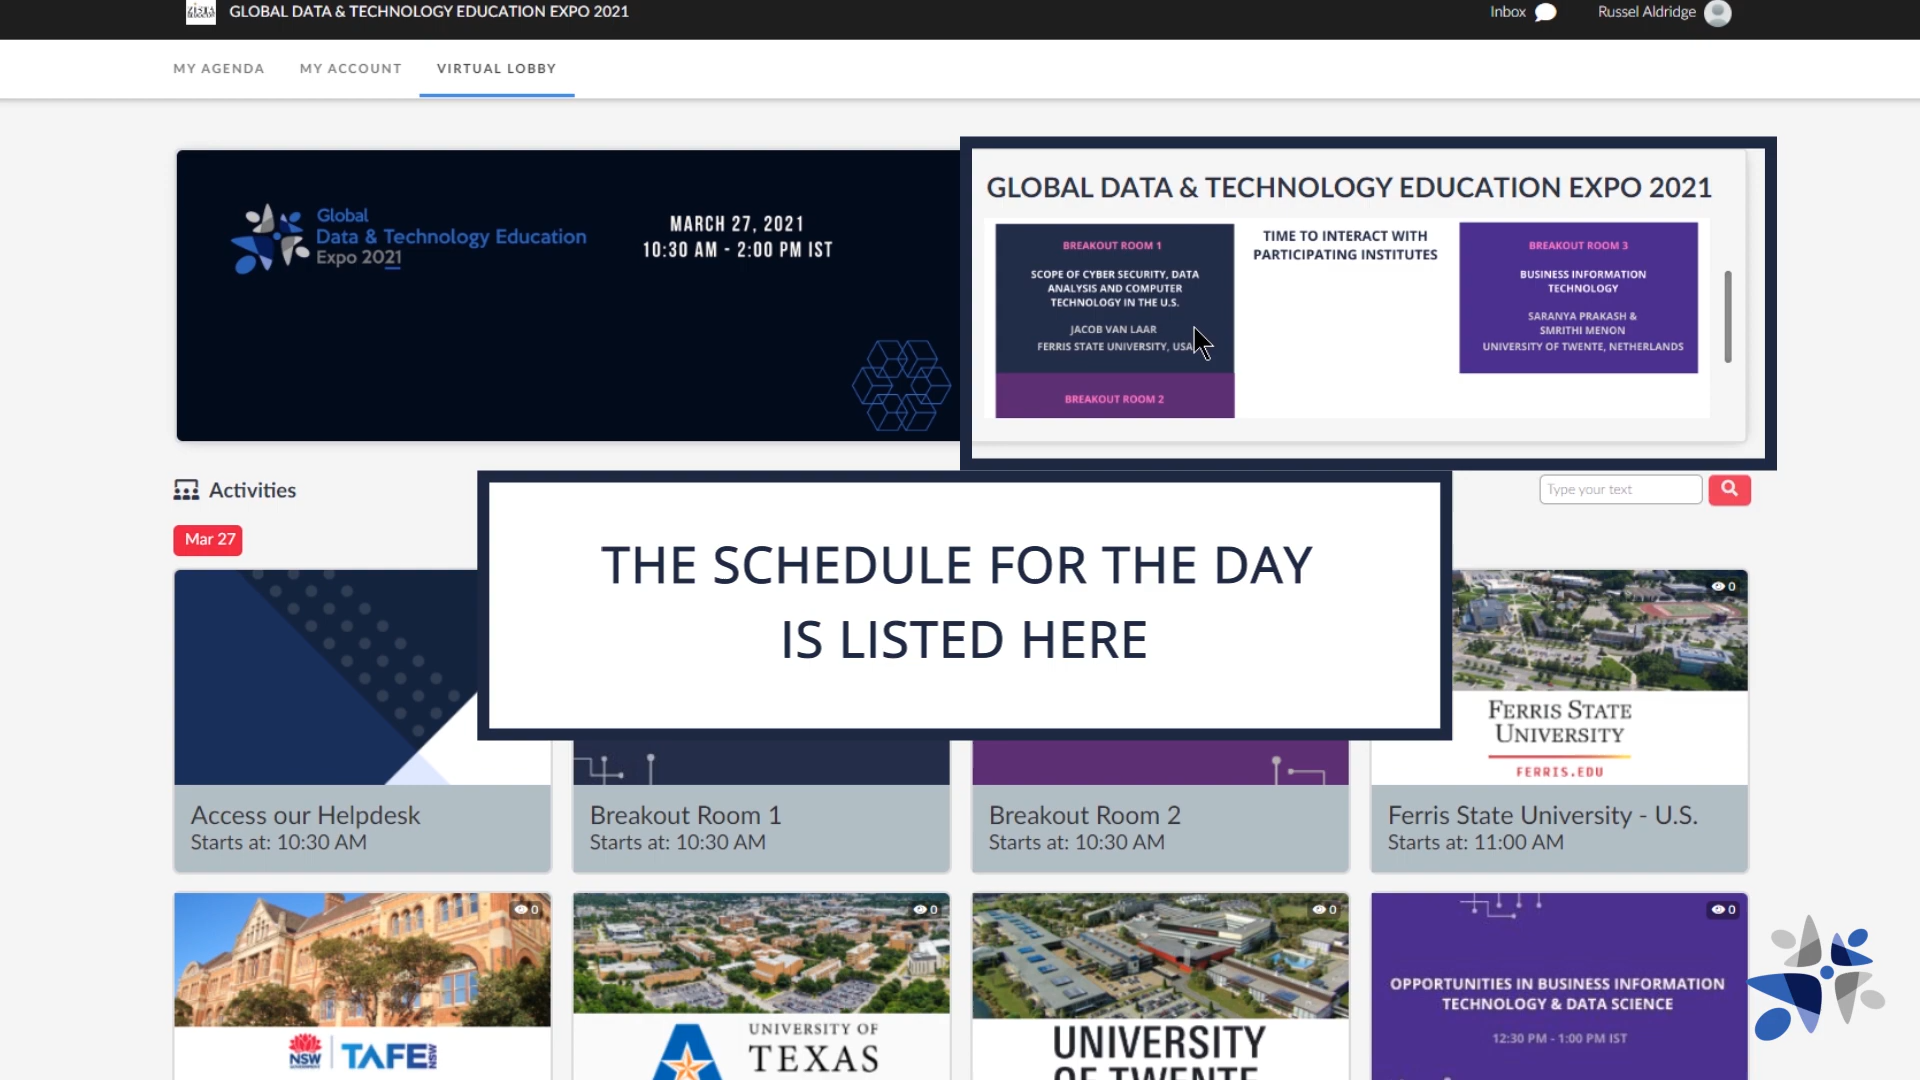 GLOBAL DATA & TECHNOLOGY EDUCATION EXPO 2021
Inbox
Russel Aldridge
MY AGENDA
MY ACCOUNT
VIRTUAL LOBBY
Global
Data & Technology Education
Expo 2021
MARCH 27, 2021
10:30 AM - 2:00 PM IST
GLOBAL DATA & TECHNOLOGY EDUCATION EXPO 2021
BREAKOUT ROOM 1
SCOPE OF CYBER SECURITY, DATA
ANALYSIS AND COMPUTER
TECHNOLOGY IN THE U.S.
JACOB VAN LAAR
FERRIS STATE UNIVERSITY, USA
BREAKOUT ROOM 2
TIME TO INTERACT WITH
PARTICIPATING INSTITUTES
BREAKOUT ROOM 3
BUSINESS INFORMATION
TECHNOLOGY
SARANYA PRAKASH &
SMRITHI MENON
UNIVERSITY OF TWENTE, NETHERLANDS
Activities
Type your text
Mar 27
THE SCHEDULE FOR THE DAY
IS LISTED HERE
0
FERRIS STATE
UNIVERSITY
FERRIS.EDU
Access our Helpdesk
Starts at: 10:30 AM
Breakout Room 1
Starts at: 10:30 AM
Breakout Room 2
Starts at: 10:30 AM
Ferris State University - U.S.
Starts at: 11:00 AM
0
NSW
TAFE NSW
0
UNIVERSITY OF
TEXAS
0
UNIVERSITY
OF TWENTE
0
OPPORTUNITIES IN BUSINESS INFORMATION
TECHNOLOGY & DATA SCIENCE
12:30 PM - 1:00 PM IST